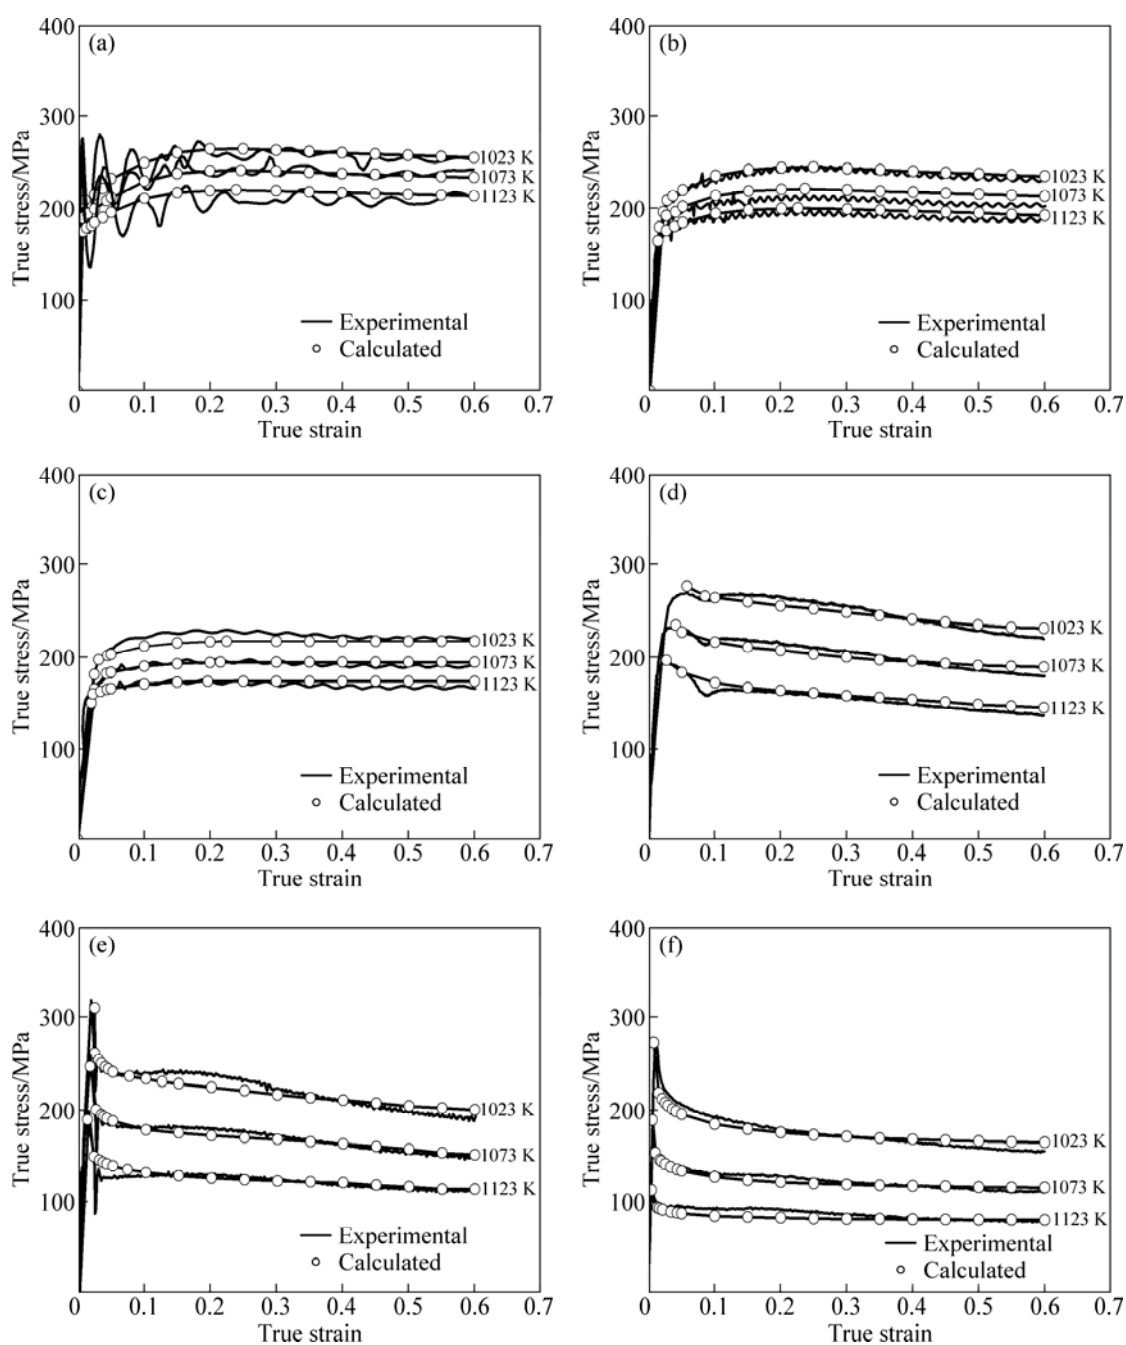 (a)
400
300
200
100
0
0.1
0.2
0.3
0.4
0.5
0.6
0.7
True stress/MPa
True strain
1023 K
1073 K
1123 K
Experimental
Calculated
(b)
400
300
200
100
0
0.1
0.2
0.3
0.4
0.5
0.6
0.7
True stress/MPa
True strain
1023 K
1073 K
1123 K
Experimental
Calculated
(c)
400
300
200
100
0
0.1
0.2
0.3
0.4
0.5
0.6
0.7
True stress/MPa
True strain
1023 K
1073 K
1123 K
Experimental
Calculated
(d)
400
300
200
100
0
0.1
0.2
0.3
0.4
0.5
0.6
0.7
True stress/MPa
True strain
1023 K
1073 K
1123 K
Experimental
Calculated
(e)
400
300
200
100
0
0.1
0.2
0.3
0.4
0.5
0.6
0.7
True stress/MPa
True strain
1023 K
1073 K
1123 K
Experimental
Calculated
(f)
400
300
200
100
0
0.1
0.2
0.3
0.4
0.5
0.6
0.7
True stress/MPa
True strain
1023 K
1073 K
1123 K
Experimental
Calculated